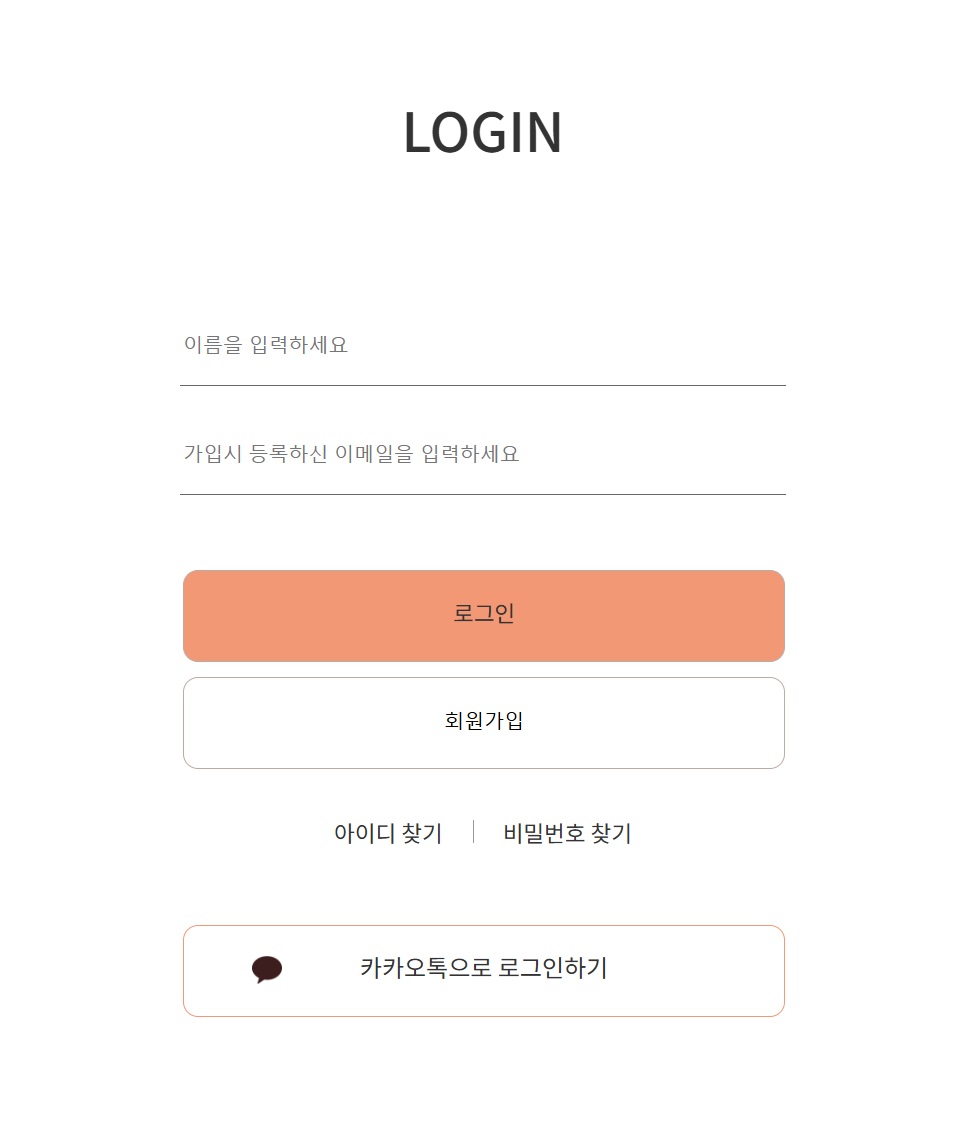 LOGIN
이름을 입력하세요
가입시 등록하신 이메일을 입력하세요
로그인
회원가입
아이디 찾기 | 비밀번호 찾기
카카오톡으로 로그인하기